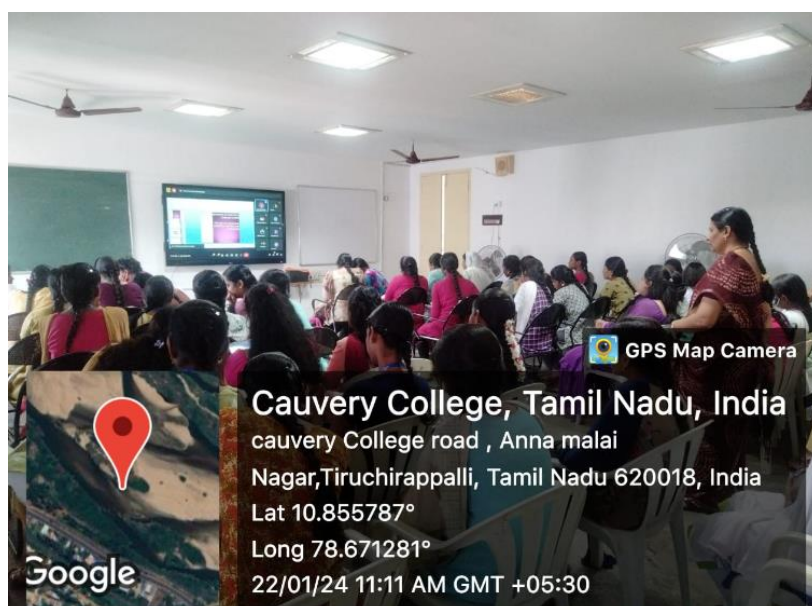 GPS Map Camera
Cauvery College, Tamil Nadu, India
cauvery College road , Anna malai
Nagar,Tiruchirappalli, Tamil Nadu 620018, India
Lat 10.855787°
Long 78.671281°
22/01/24 11:11 AM GMT +05:30
Google